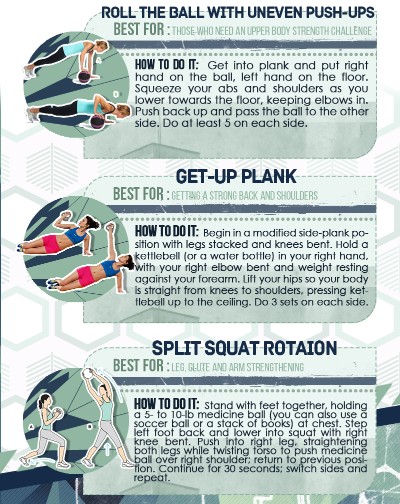 ROLL THE BALL WITH UNEVEN PUSH-UPS
BEST FOR : THOSE WHO NEED AN UPPER BODY STRENGTH CHALLENGE
HOW TO DO IT: Get into plank and put right
hand on the ball, left hand on the floor.
Squeeze your abs and shoulders as you
lower towards the floor, keeping elbows in.
Push back up and pass the ball to the other
side. Do at least 5 on each side.
GET-UP PLANK
BEST FOR : GETTING A STRONG BACK AND SHOULDERS
HOW TO DO IT: Begin in a modified side-plank po-
sition with legs stacked and knees bent. Hold a
kettlebell (or a water bottle) in your right hand,
with your right elbow bent and weight resting
against your forearm. Lift your hips so your body
is straight from knees to shoulders, pressing ket-
tlebell up to the ceiling. Do 3 sets on each side.
SPLIT SQUAT ROTAION
BEST FOR : LEG, GLUTE AND ARM STRENGTHENING
HOW TO DO IT: Stand with feet together, holding
a 5- to 10-lb medicine ball (you can also use a
soccer ball or a stack of books) at chest. Step
left foot back and lower into squat with right
knee bent. Push into right leg, straightening
both legs while twisting torso to push medicine
ball over right shoulder; return to previous posi-
tion. Continue for 30 seconds; switch sides and
repeat.